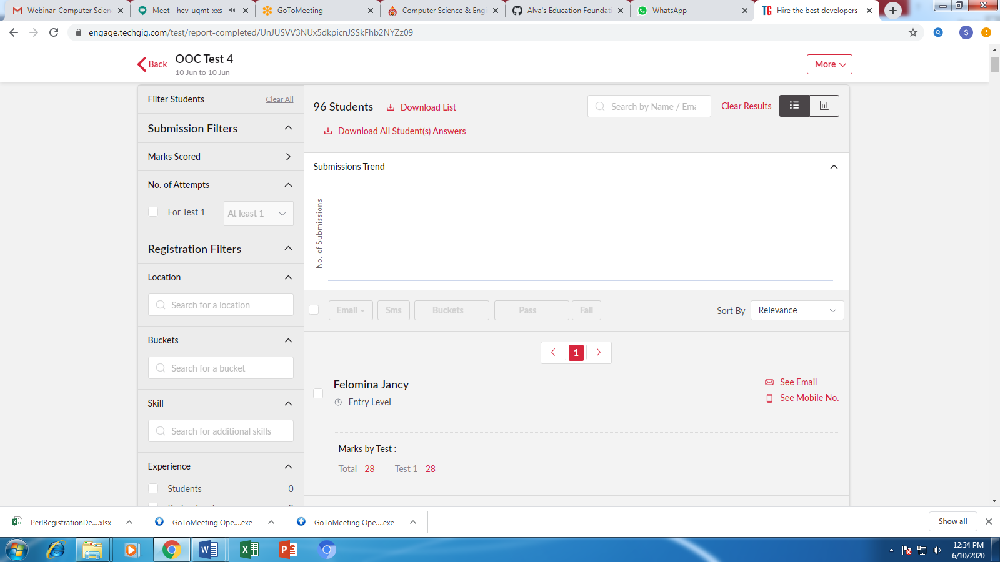 Webinar_Computer Scien
Meet - hev-uqmt-xxs
GoToMeeting
Computer Science & Engi
Alva's Education Foundati
WhatsApp
TG Hire the best developers
engage.techgig.com/test/report-completed/UnJUSVV3NUx5dkpicnJSSkFhb2NYZz09
S
Back
OOC Test 4
10 Jun to 10 Jun
More
Filter Students
Clear All
Submission Filters
Marks Scored
No. of Attempts
For Test 1
At least 1
Registration Filters
Location
Search for a location
Buckets
Search for a bucket
Skill
Search for additional skills
Experience
Students 0
96 Students
Download List
Search by Name / Ema
Clear Results
Download All Student(s) Answers
Submissions Trend
No. of Submissions
Email
Sms
Buckets
Pass
Fail
Sort By
Relevance
1
Felomina Jancy
Entry Level
See Email
See Mobile No.
Marks by Test :
Total - 28 Test 1 - 28
PerlRegistrationDe....xlsx
GoToMeeting Ope....exe
GoToMeeting Ope....exe
Show all
12:34 PM
6/10/2020